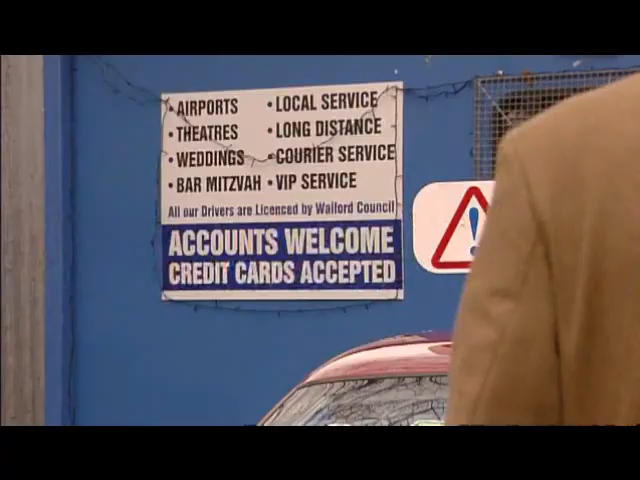 • AIRPORTS • LOCAL SERVICE
• THEATRES • LONG DISTANCE
• WEDDINGS • COURIER SERVICE
• BAR MITZVAH • VIP SERVICE
All our Drivers are Licenced by Walford Council
ACCOUNTS WELCOME
CREDIT CARDS ACCEPTED
!